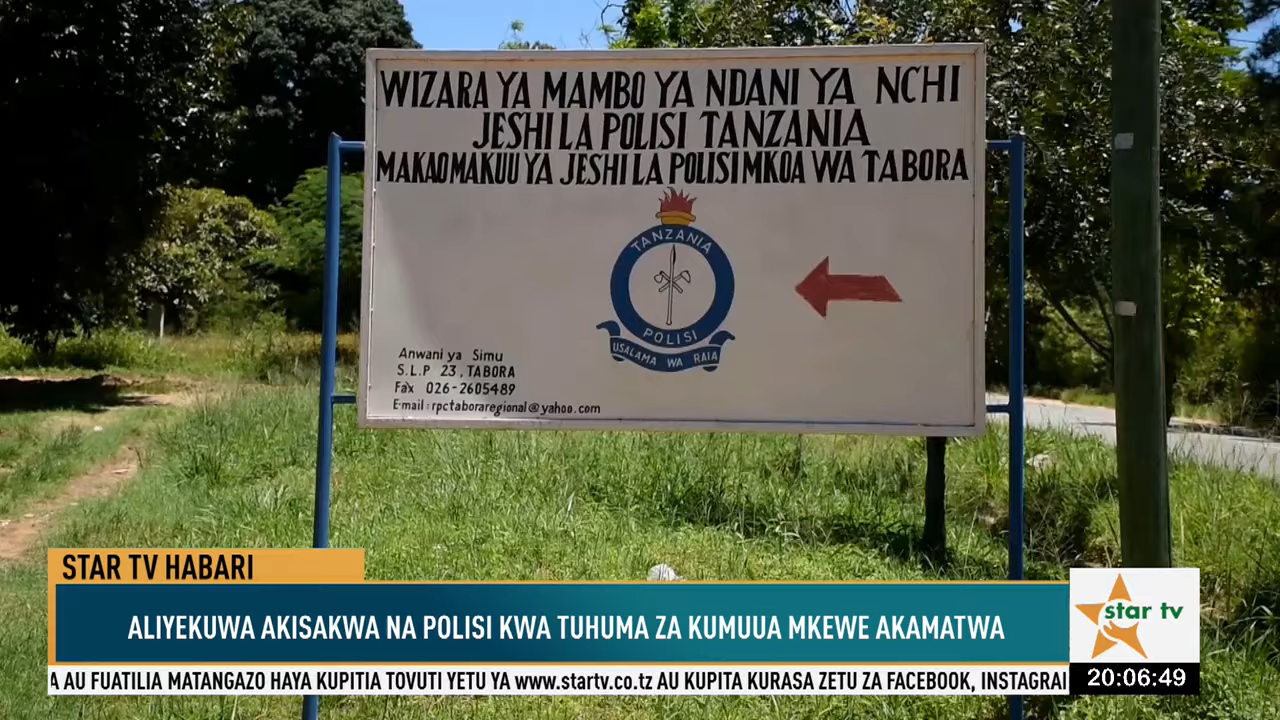 WIZARA YA MAMBO YA NDANI YA NCHI
JESHI LA POLISI TANZANIA
MAKAO MAKUU YA JESHI LA POLISI MKOA WA TABORA
TANZANIA
POLISI
USALAMA WA RAIA
Anwani ya Simu
S.L.P 23, TABORA
Fax 026-2605489
E-mail: rpctaboraregional@yahoo.com
STAR TV HABARI
ALIYEKUWA AKISAKWA NA POLISI KWA TUHUMA ZA KUMUUA MKEWE AKAMATWA
star tv
A AU FUATILIA MATANGAZO HAYA KUPITIA TOVUTI YETU YA www.startv.co.tz AU KUPITA KURASA ZETU ZA FACEBOOK, INSTAGRAI
20:06:49